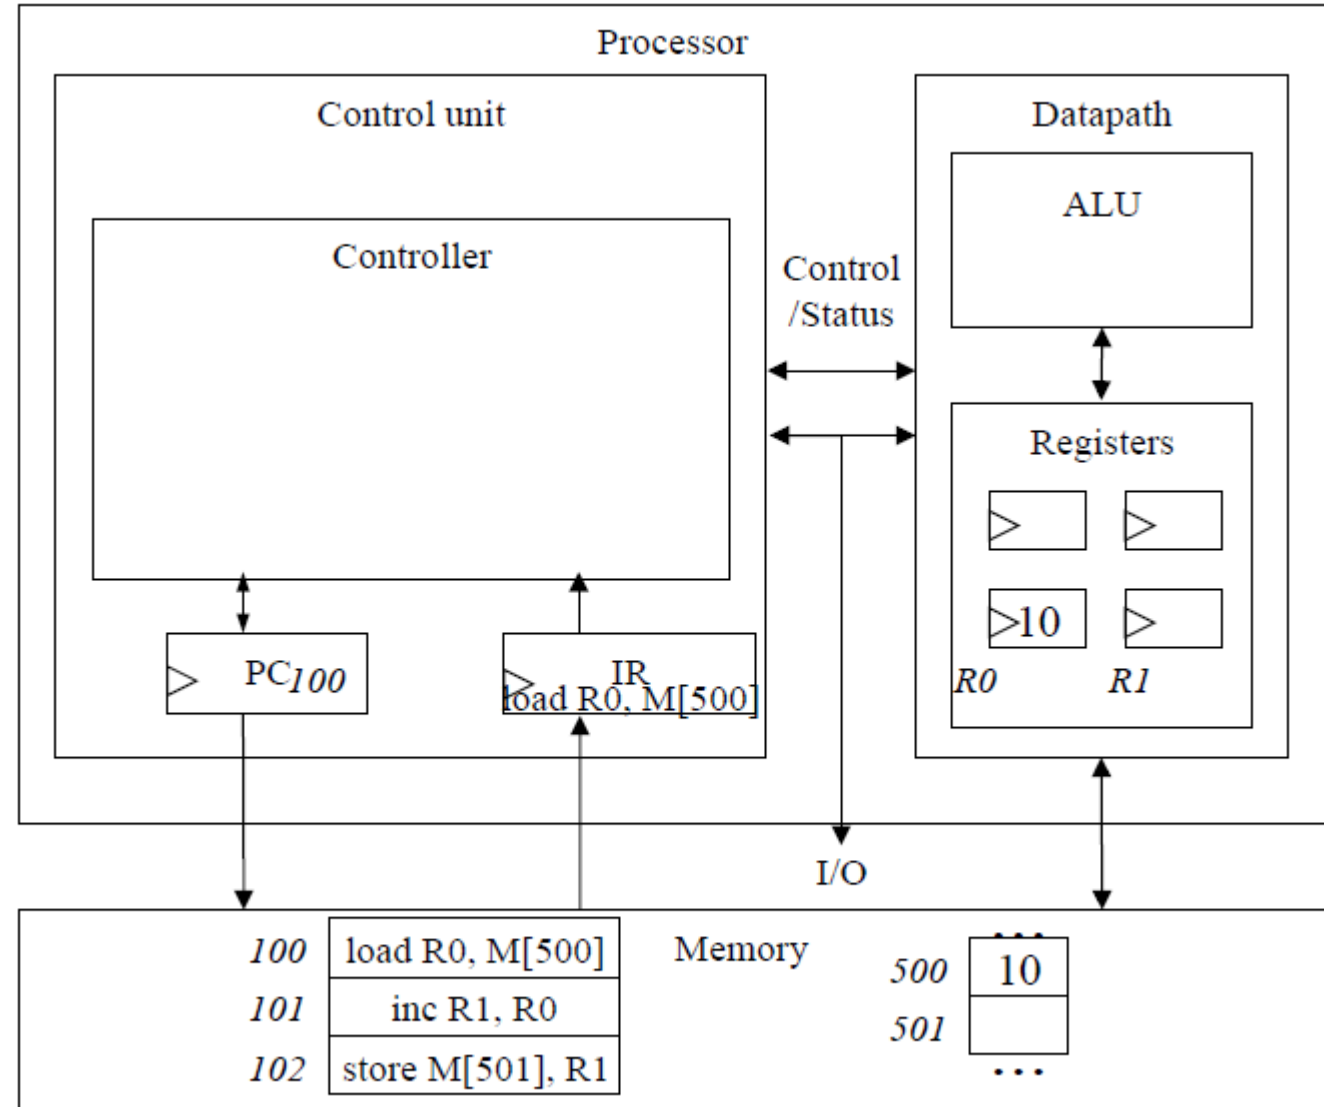 Processor
Control unit
Datapath
ALU
Controller
Control
/Status
Registers
10
R0
R1
PC
100
IR
load R0, M[500]
I/O
Memory
100
load R0, M[500]
101
inc R1, R0
102
store M[501], R1
...
500
10
501
...